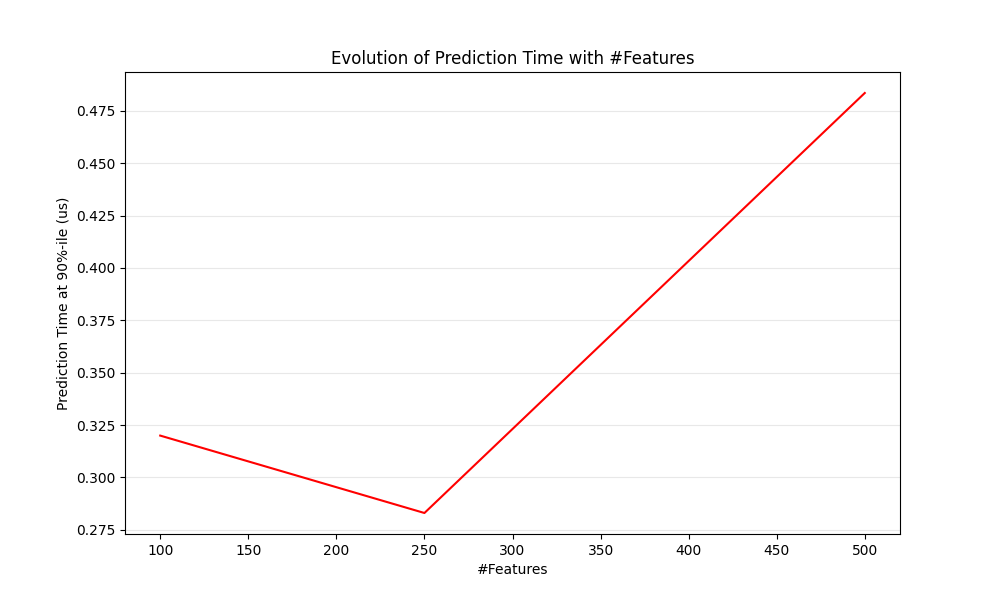 Evolution of Prediction Time with #Features
Prediction Time at 90%-ile (us)
0.475
0.450
0.425
0.400
0.375
0.350
0.325
0.300
0.275
100 150 200 250 300 350 400 450 500
#Features